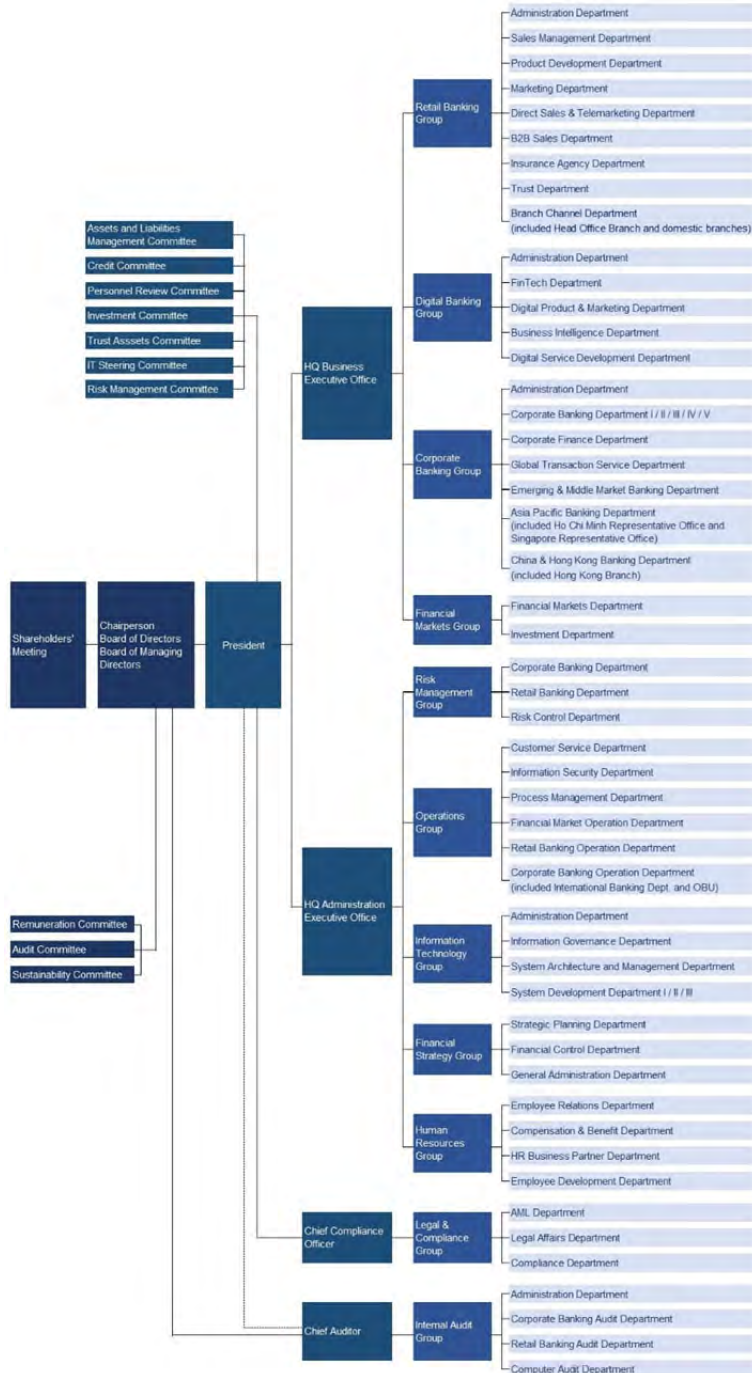 Shareholders'
Meeting
Chairperson
Board of Directors
Board of Managing
Directors
President
Assets and Liabilities
Management Committee
Credit Committee
Personnel Review Committee
Investment Committee
Trust Asssets Committee
IT Steering Committee
Risk Management Committee
Remuneration Committee
Audit Committee
Sustainability Committee
HQ Business
Executive Office
Retail Banking
Group
Administration Department
Sales Management Department
Product Development Department
Marketing Department
Direct Sales & Telemarketing Department
B2B Sales Department
Insurance Agency Department
Trust Department
Branch Channel Department
(included Head Office Branch and domestic branches)
Digital Banking
Group
Administration Department
FinTech Department
Digital Product & Marketing Department
Business Intelligence Department
Digital Service Development Department
Corporate
Banking Group
Administration Department
Corporate Banking Department I / II / III / IV / V
Corporate Finance Department
Global Transaction Service Department
Emerging & Middle Market Banking Department
Asia Pacific Banking Department
(included Ho Chi Minh Representative Office and
Singapore Representative Office)
China & Hong Kong Banking Department
(included Hong Kong Branch)
Financial
Markets Group
Financial Markets Department
Investment Department
HQ Administration
Executive Office
Risk
Management
Group
Corporate Banking Department
Retail Banking Department
Risk Control Department
Operations
Group
Customer Service Department
Information Security Department
Process Management Department
Financial Market Operation Department
Retail Banking Operation Department
Corporate Banking Operation Department
(included International Banking Dept. and OBU)
Information
Technology
Group
Administration Department
Information Governance Department
System Architecture and Management Department
System Development Department I / II / III
Financial
Strategy Group
Strategic Planning Department
Financial Control Department
General Administration Department
Human
Resources
Group
Employee Relations Department
Compensation & Benefit Department
HR Business Partner Department
Employee Development Department
Chief Compliance
Officer
Legal &
Compliance
Group
AML Department
Legal Affairs Department
Compliance Department
Chief Auditor
Internal Audit
Group
Administration Department
Corporate Banking Audit Department
Retail Banking Audit Department
Computer Audit Department